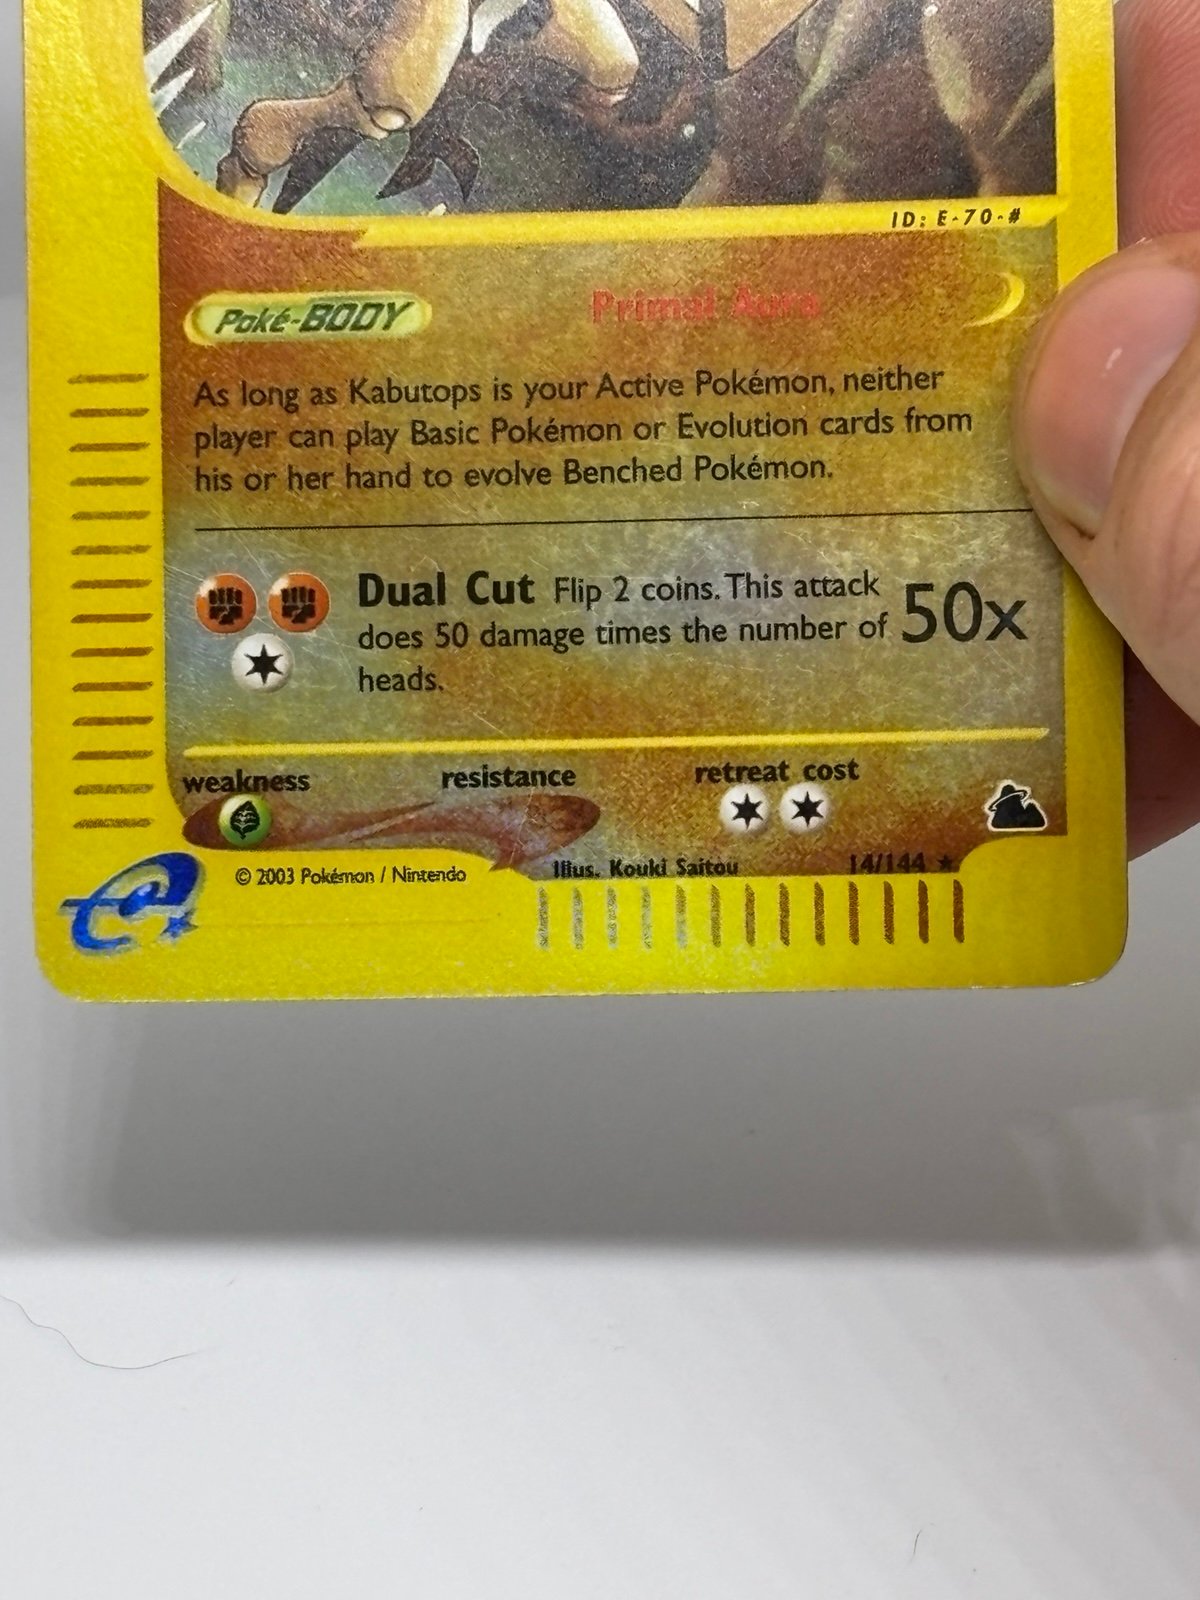 ID: E-70-#
Poké-BODY Primal Aura
As long as Kabutops is your Active Pokémon, neither
player can play Basic Pokémon or Evolution cards from
his or her hand to evolve Benched Pokémon.
Dual Cut Flip 2 coins. This attack
does 50 damage times the number of
heads.
50x
weakness resistance retreat cost
© 2003 Pokémon / Nintendo Illus. Kouki Saitou 14/144 ★